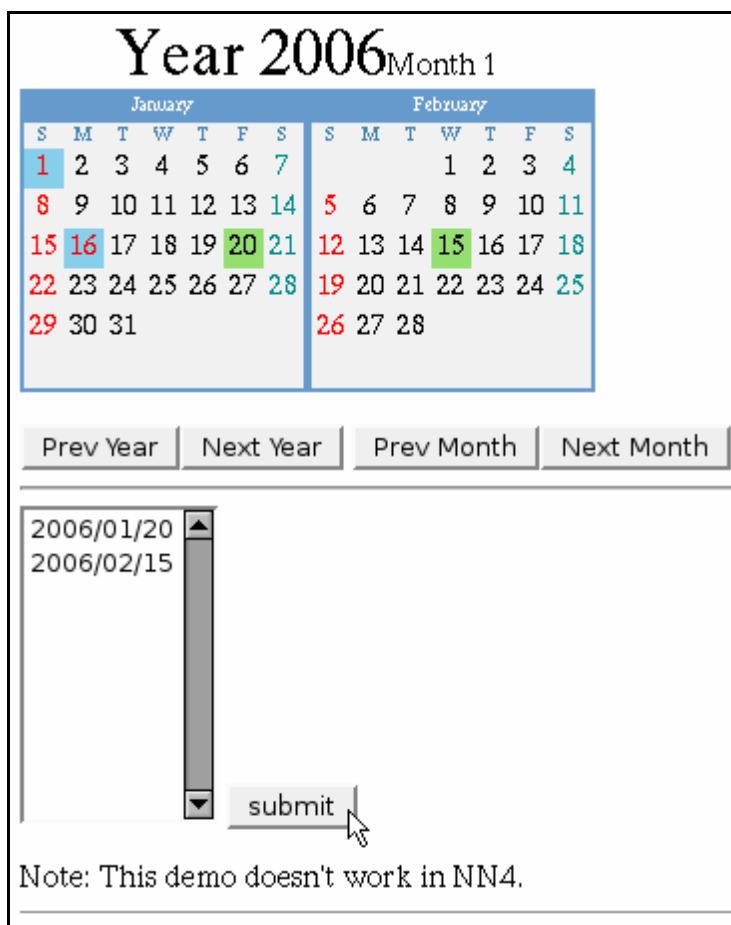 Year 2006Month 1
January February
S M T W T F S S M T W T F S
1 2 3 4 5 6 7 1 2 3 4
8 9 10 11 12 13 14 5 6 7 8 9 10 11
15 16 17 18 19 20 21 12 13 14 15 16 17 18
22 23 24 25 26 27 28 19 20 21 22 23 24 25
29 30 31 26 27 28
Prev Year Next Year Prev Month Next Month
2006/01/20
2006/02/15
submit
Note: This demo doesn't work in NN4.